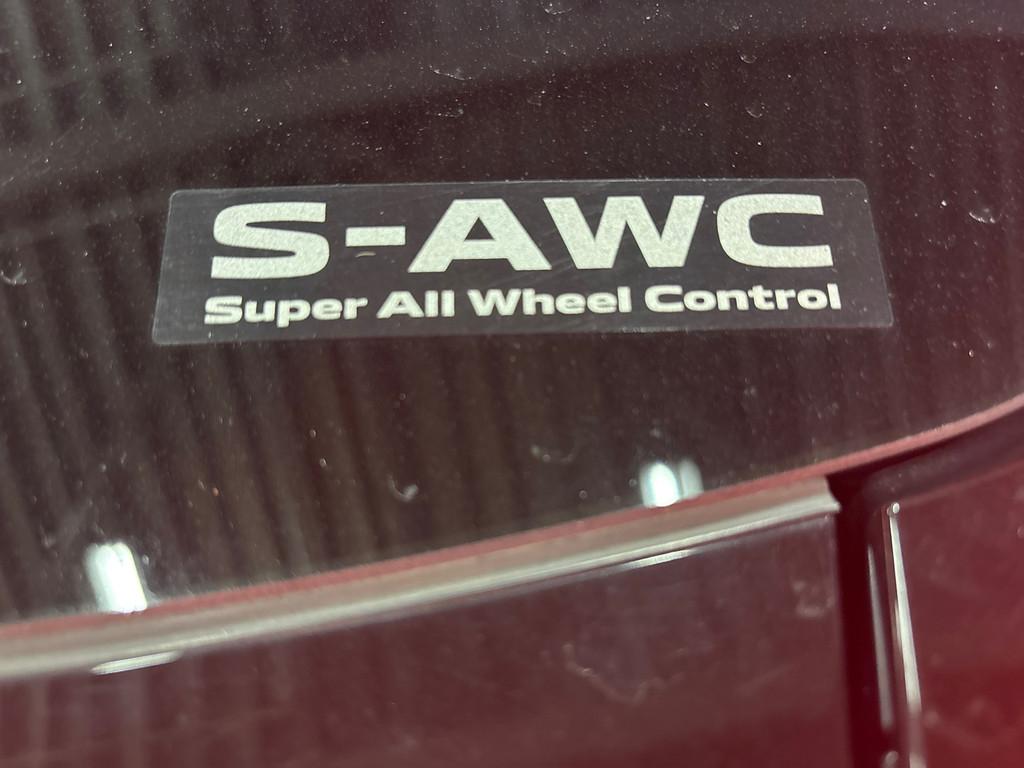 S-AWC
Super All Wheel Control